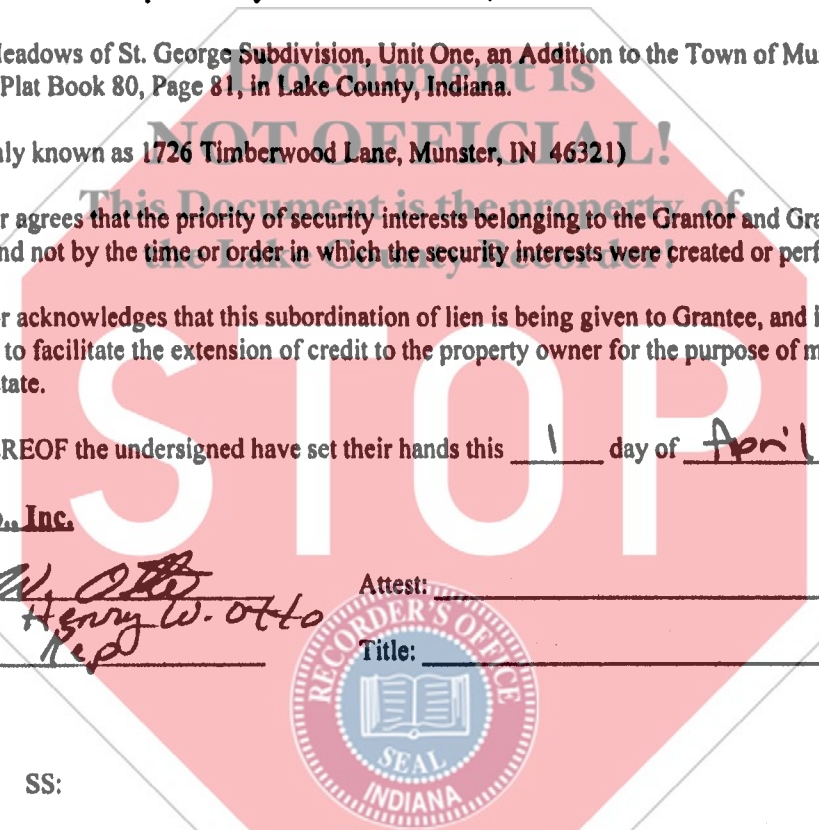 eadows of St. George Subdivision, Unit One, an Addition to the Town of Mu
Plat Book 80, Page 81, in Lake County, Indiana.
Document is
NOT OFFICIAL!
ly known as 1726 Timberwood Lane, Munster, IN 46321)
This Document is the property of
the Lake County Recorder!
r agrees that the priority of security interests belonging to the Grantor and Gra
nd not by the time or order in which the security interests were created or perf
r acknowledges that this subordination of lien is being given to Grantee, and i
to facilitate the extension of credit to the property owner for the purpose of m
tate.
STOP
REOF the undersigned have set their hands this 1 day of April
., Inc.
W. Otto
Attest:
Henry W. Otto
Rep
Title:
RECORDER'S OFFICE
SEAL
INDIANA
SS: